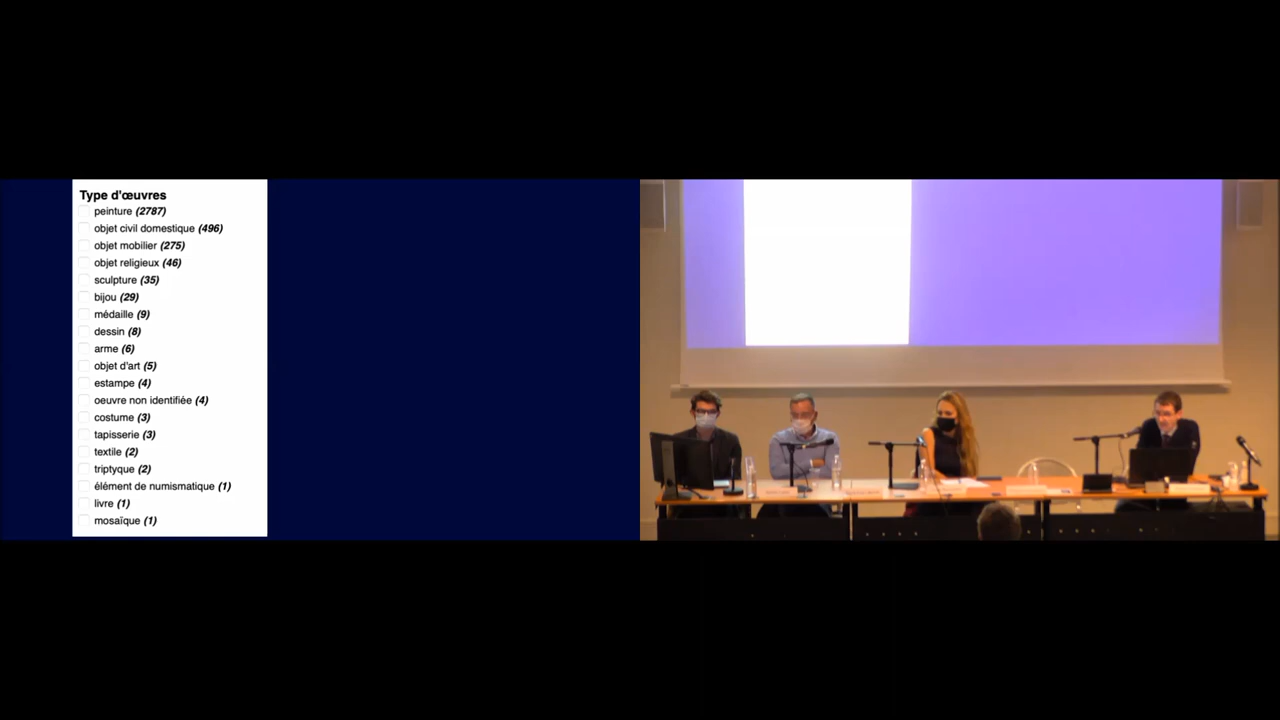 Type d'œuvres
peinture (2787)
objet civil domestique (496)
objet mobilier (275)
objet religieux (46)
sculpture (35)
bijou (29)
médaille (9)
dessin (8)
arme (6)
objet d'art (5)
estampe (4)
oeuvre non identifiée (4)
costume (3)
tapisserie (3)
textile (2)
triptyque (2)
élément de numismatique (1)
livre (1)
mosaïque (1)